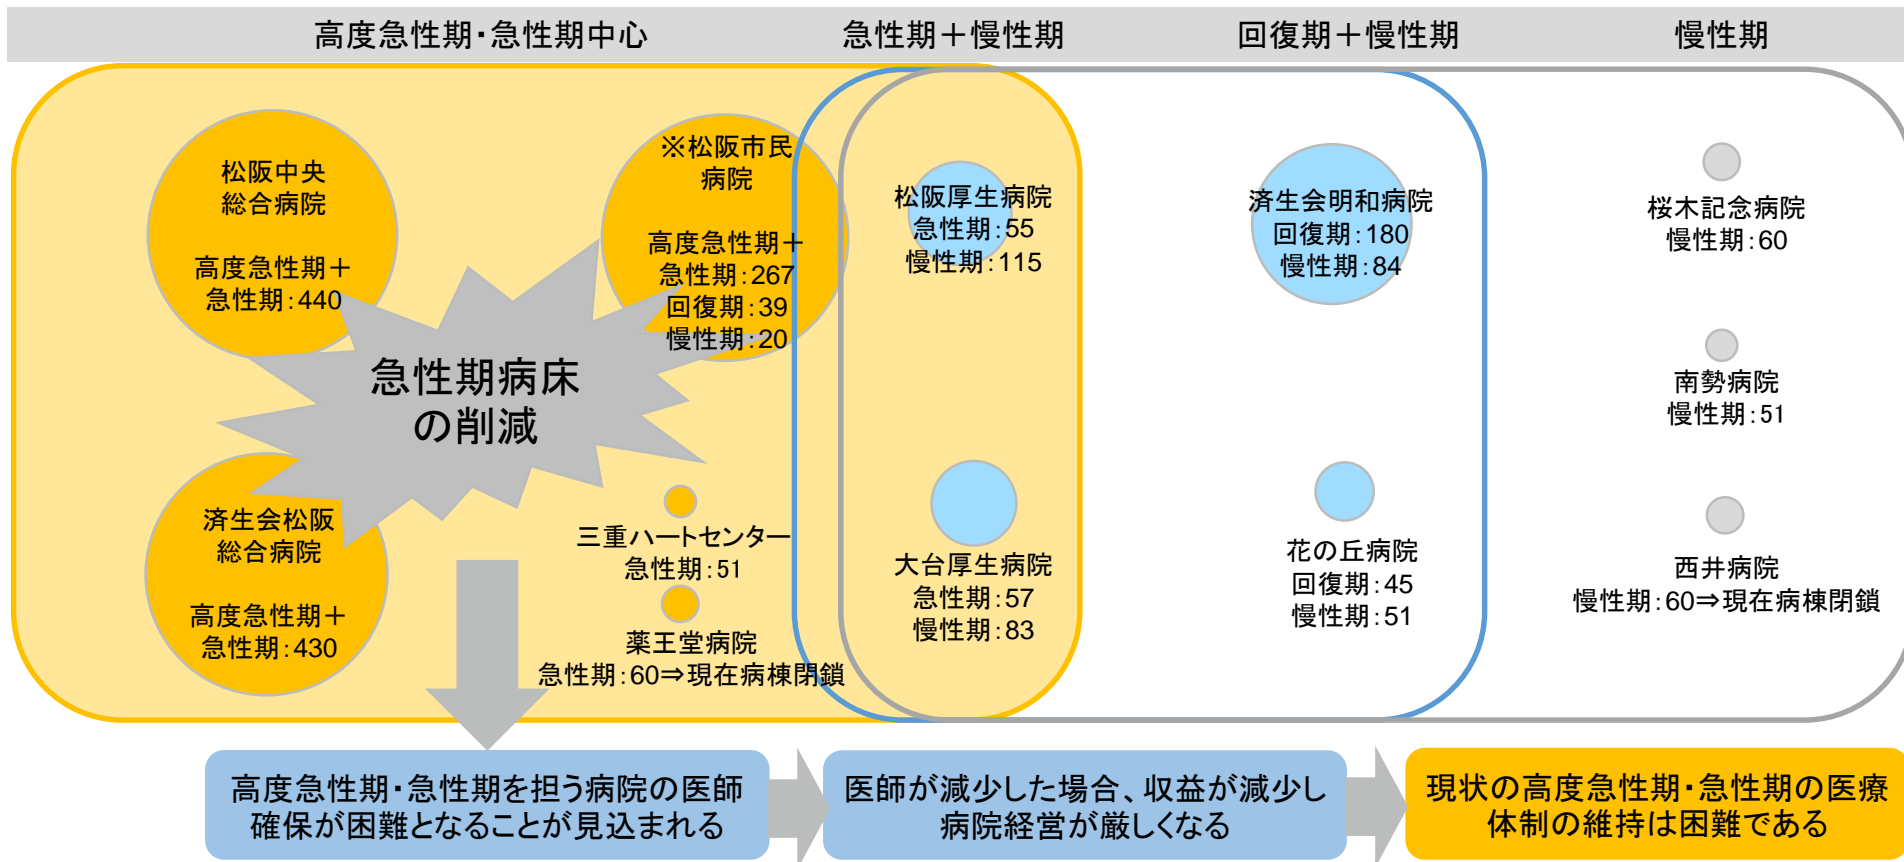 高度急性期・急性期中心
急性期＋慢性期
回復期＋慢性期
慢性期
松阪中央
総合病院
高度急性期＋
急性期：440
※松阪市民
病院
高度急性期＋
急性期：267
回復期：39
慢性期：20
松阪厚生病院
急性期：55
慢性期：115
済生会明和病院
回復期：180
慢性期：84
桜木記念病院
慢性期：60
急性期病床
の削減
南勢病院
慢性期：51
済生会松阪
総合病院
高度急性期＋
急性期：430
三重ハートセンター
急性期：51
薬王堂病院
急性期：60⇒現在病棟閉鎖
大台厚生病院
急性期：57
慢性期：83
花の丘病院
回復期：45
慢性期：51
西井病院
慢性期：60⇒現在病棟閉鎖
高度急性期・急性期を担う病院の医師
確保が困難となることが見込まれる
医師が減少した場合、収益が減少し
病院経営が厳しくなる
現状の高度急性期・急性期の医療
体制の維持は困難である